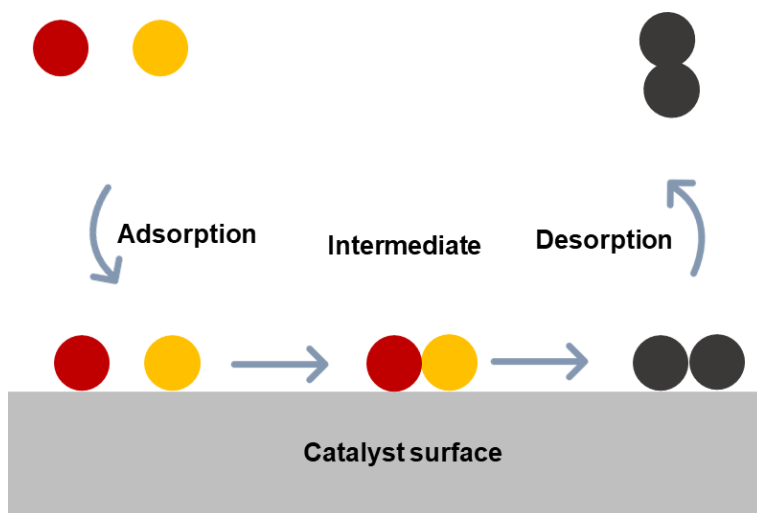 Adsorption
Intermediate
Desorption
Catalyst surface